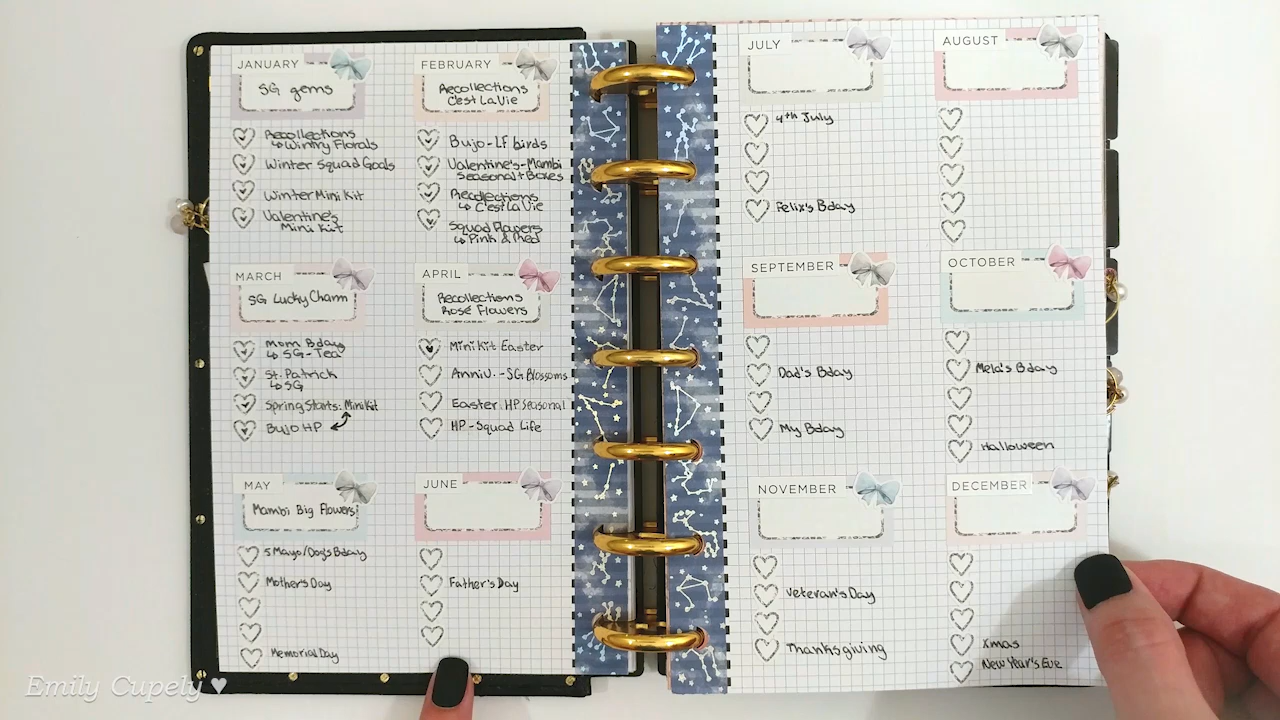 JANUARY
SG gems
Recollections
↳ Wintry Florals
Winter Squad Goals
Winter Mini Kit
Valentine's
Mini Kit
FEBRUARY
Recollections
C'est La Vie
Bujo - LF birds
Valentine's - Mambi
Seasonal + Boxes
Recollections
↳ C'est La Vie
Squad Flowers
↳ Pink & Red
MARCH
SG Lucky Charm
Mom Bday
↳ SG - Tea
St. Patrick
↳ SG
Spring Starts: Mini Kit
Bujo HP
APRIL
Recollections
Rosé Flowers
Mini Kit Easter
Anniv. - SG Blossoms
Easter HP Seasonal
HP - Squad Life
MAY
Mambi Big Flowers
5 Mayo/Dog's Bday
Mother's Day
Memorial Day
JUNE
Father's Day
JULY
4th July
Felix's Bday
AUGUST
SEPTEMBER
Dad's Bday
My Bday
OCTOBER
Mela's Bday
Halloween
NOVEMBER
Veteran's Day
Thanksgiving
DECEMBER
Xmas
New Year's Eve
Emily Cupely ♥